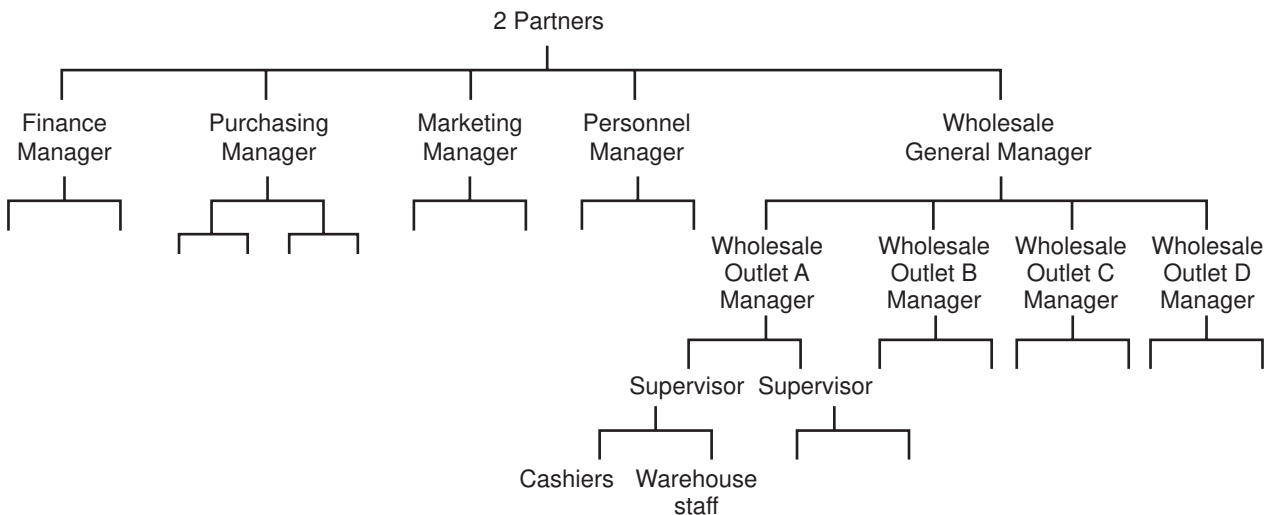 2 Partners
Finance
Manager
Purchasing
Manager
Marketing
Manager
Personnel
Manager
Wholesale
General Manager
Wholesale
Outlet A
Manager
Wholesale
Outlet B
Manager
Wholesale
Outlet C
Manager
Wholesale
Outlet D
Manager
Supervisor
Supervisor
Cashiers
Warehouse
staff